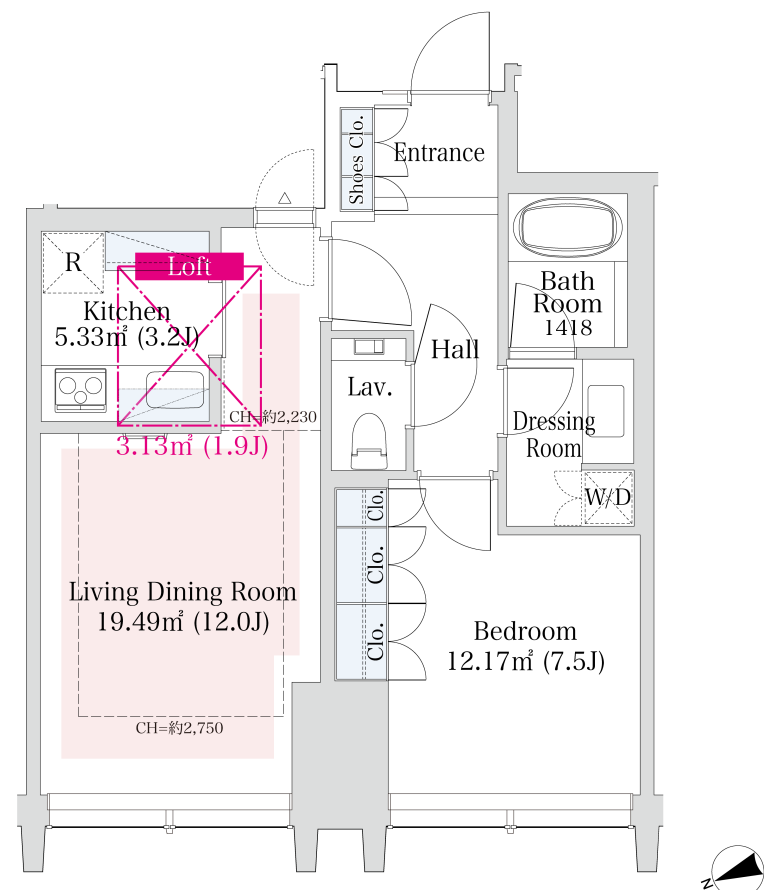 Shoes Clo.
Entrance
R
Loft
Kitchen
5.33㎡ (3.2J)
Bath
Room
1418
Hall
Lav.
CH=約2,230
3.13㎡ (1.9J)
Dressing
Room
W/D
Clo.
Clo.
Clo.
Living Dining Room
19.49㎡ (12.0J)
Bedroom
12.17㎡ (7.5J)
CH=約2,750
N